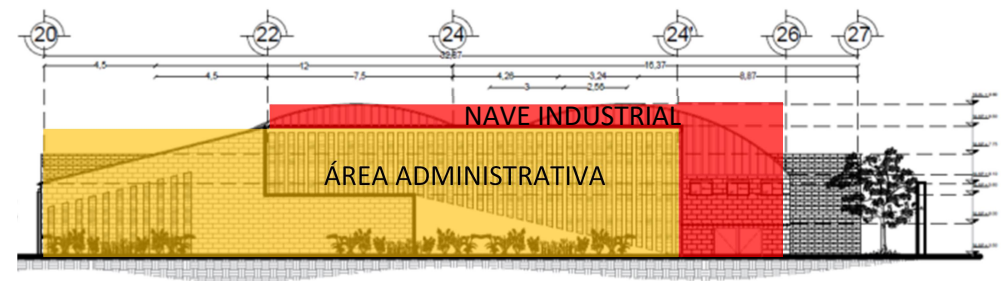 20 22 24 24' 26 27
32,87
4,5 12 16,37
4,5 7,5 4,26 3,24 8,87
3 2,56
NAVE INDUSTRIAL
ÁREA ADMINISTRATIVA